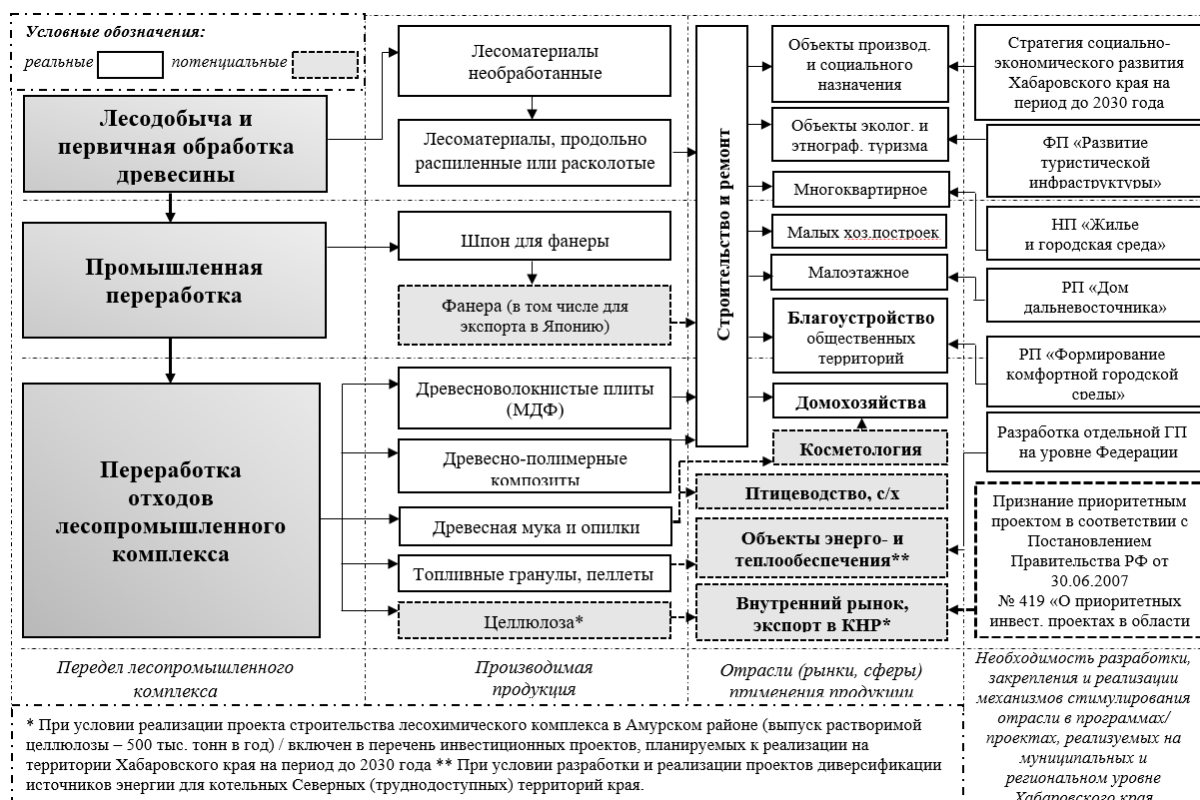 Условные обозначения:
реальные потенциальные
Лесодобыча и
первичная обработка
древесины
Промышленная
переработка
Переработка
отходов
лесопромышленного
комплекса
Передел лесопромышленного
комплекса
Лесоматериалы
необработанные
Лесоматериалы, продольно
распиленные или расколотые
Шпон для фанеры
Фанера (в том числе для
экспорта в Японию)
Древесноволокнистые плиты
(МДФ)
Древесно-полимерные
композиты
Древесная мука и опилки
Топливные гранулы, пеллеты
Целлюлоза*
Производимая
продукция
Строительство и ремонт
Объекты производ.
и социального
назначения
Объекты эколог. и
этнограф. туризма
Многоквартирное
Малых хоз.построек
Малоэтажное
Благоустройство
общественных
территорий
Домохозяйства
Косметология
Птицеводство, с/х
Объекты энерго- и
теплообеспечения**
Внутренний рынок,
экспорт в КНР*
Отрасли (рынки, сферы)
применения продукции
Стратегия социально-
экономического развития
Хабаровского края на
период до 2030 года
ФП «Развитие
туристической
инфраструктуры»
НП «Жилье
и городская среда»
РП «Дом
дальневосточника»
РП «Формирование
комфортной городской
среды»
Разработка отдельной ГП
на уровне Федерации
Признание приоритетным
проектом в соответствии с
Постановлением
Правительства РФ от
30.06.2007
№ 419 «О приоритетных
инвест. проектах в области
Необходимость разработки,
закрепления и реализации
механизмов стимулирования
отрасли в программах/
проектах, реализуемых на
муниципальных и
региональном уровне
Хабаровского края
* При условии реализации проекта строительства лесохимического комплекса в Амурском районе (выпуск растворимой
целлюлозы – 500 тыс. тонн в год) / включен в перечень инвестиционных проектов, планируемых к реализации на
территории Хабаровского края на период до 2030 года ** При условии разработки и реализации проектов диверсификации
источников энергии для котельных Северных (труднодоступных) территорий края.